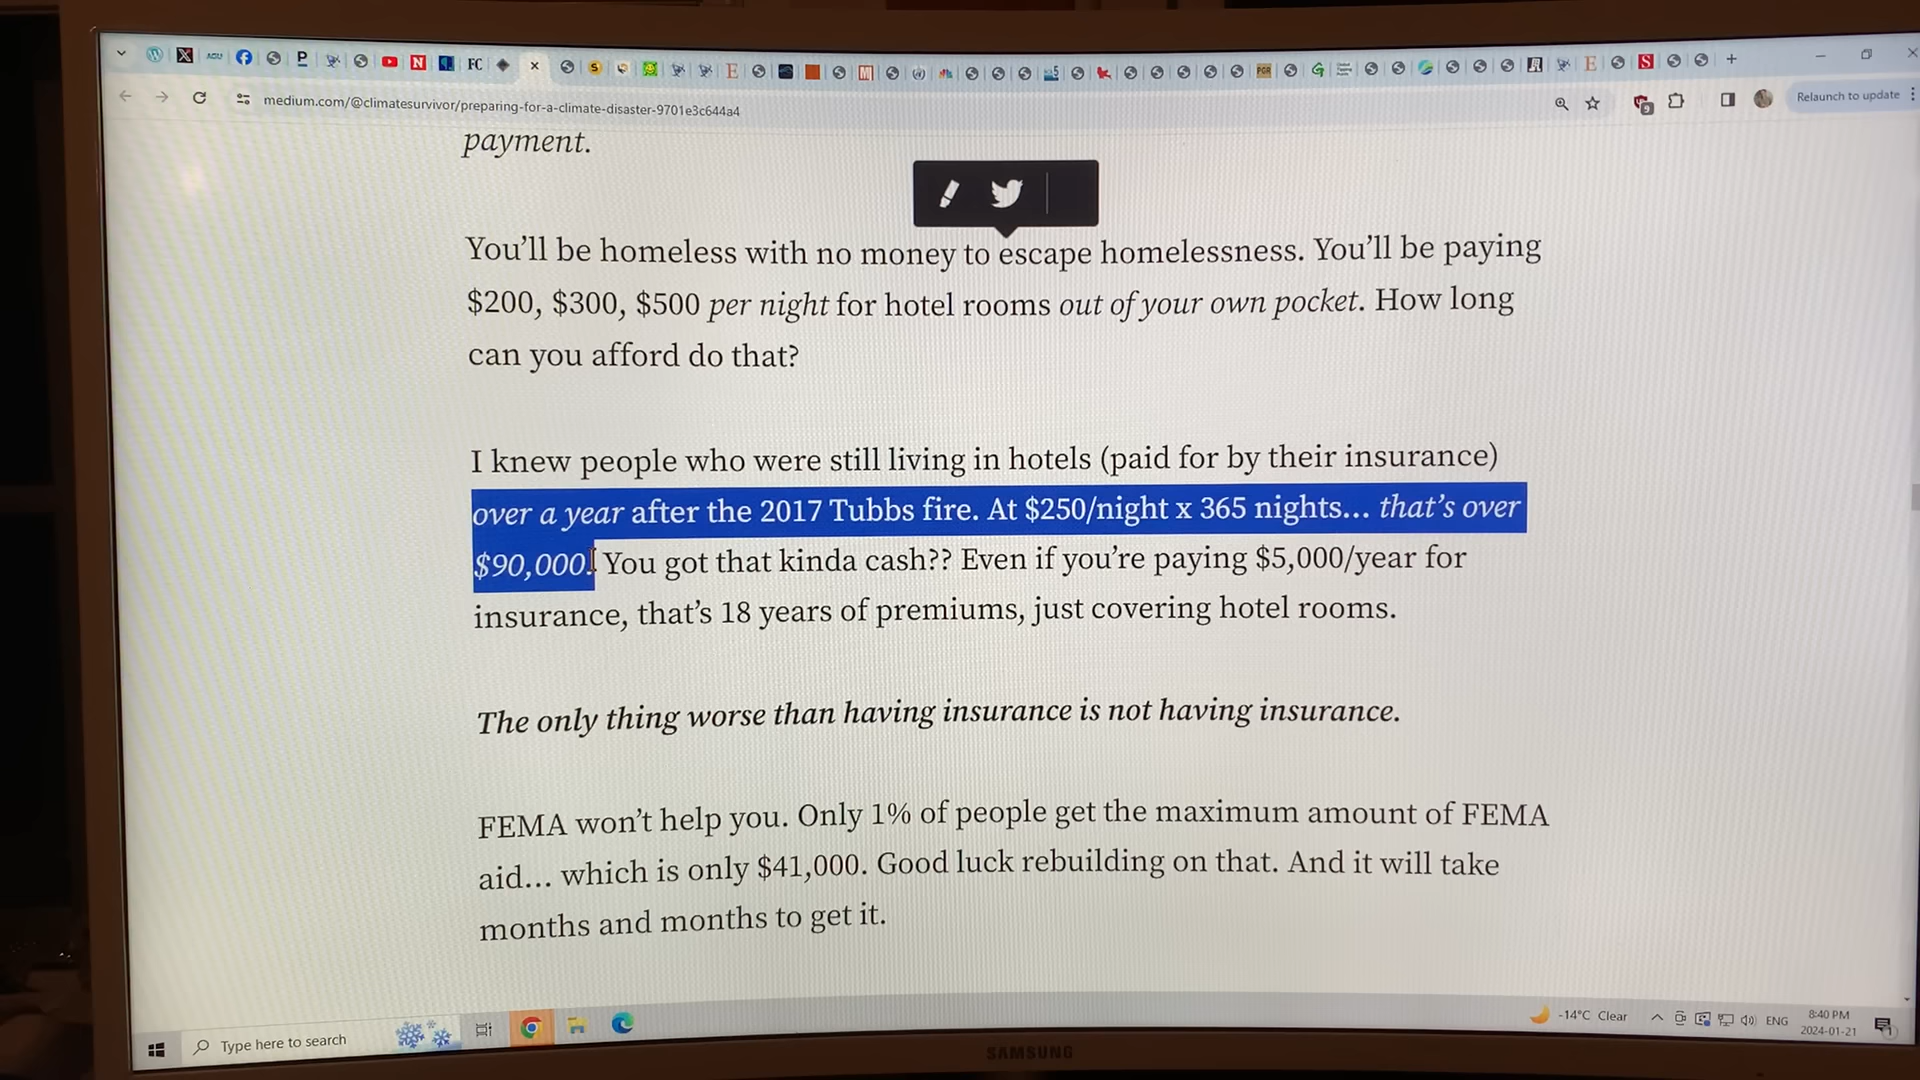 P
N
FC
E
M
5
PGR
E
S
medium.com/@climatesurvivor/preparing-for-a-climate-disaster-9701e3c644a4
Relaunch to update
payment.
You'll be homeless with no money to escape homelessness. You'll be paying
$200, $300, $500 per night for hotel rooms out of your own pocket. How long
can you afford do that?
I knew people who were still living in hotels (paid for by their insurance)
over a year after the 2017 Tubbs fire. At $250/night x 365 nights... that's over
$90,000. You got that kinda cash?? Even if you're paying $5,000/year for
insurance, that's 18 years of premiums, just covering hotel rooms.
The only thing worse than having insurance is not having insurance.
FEMA won't help you. Only 1% of people get the maximum amount of FEMA
aid... which is only $41,000. Good luck rebuilding on that. And it will take
months and months to get it.
Type here to search
-14°C Clear
ENG
8:40 PM
2024-01-21
1
SAMSUNG